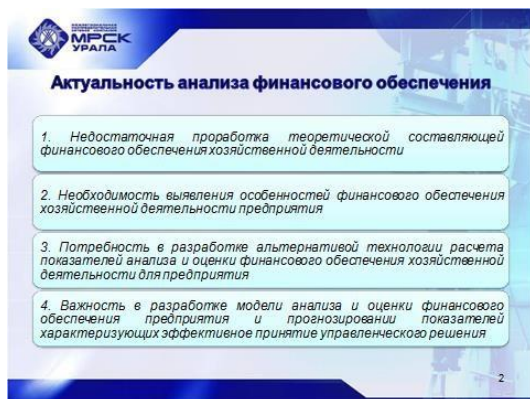 МРСК
УРАЛА
Актуальность анализа финансового обеспечения
1. Недостаточная проработка теоретической составляющей
финансового обеспечения хозяйственной деятельности
2. Необходимость выявления особенностей финансового обеспечения
хозяйственной деятельности предприятия
3. Потребность в разработке альтернативой технологии расчета
показателей анализа и оценки финансового обеспечения хозяйственной
деятельности для предприятия
4. Важность в разработке модели анализа и оценки финансового
обеспечения предприятия и прогнозировании показателей
характеризующих эффективное принятие управленческого решения
2